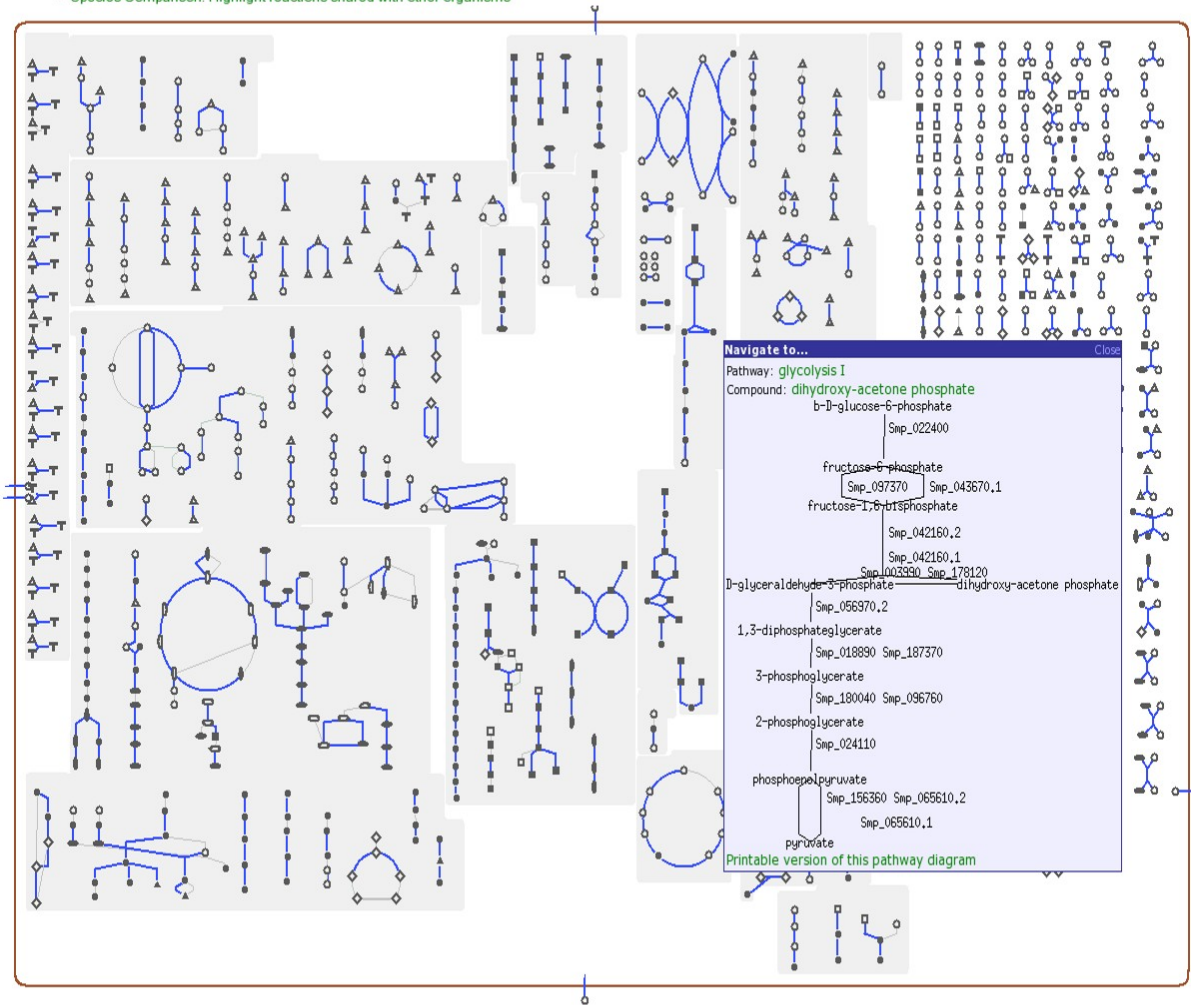 Species Comparison: Highlight reactions shared with other organisms
Navigate to... Close
Pathway: glycolysis I
Compound: dihydroxy-acetone phosphate
b-D-glucose-6-phosphate
Smp_022400
fructose-6-phosphate
Smp_097370 Smp_043670.1
fructose-1,6-bisphosphate
Smp_042160.2
Smp_042160.1
Smp_003990 Smp_178120
D-glyceraldehyde-3-phosphate dihydroxy-acetone phosphate
Smp_056970.2
1,3-diphosphateglycerate
Smp_018890 Smp_187370
3-phosphoglycerate
Smp_180040 Smp_096760
2-phosphoglycerate
Smp_024110
phosphoenolpyruvate
Smp_156360 Smp_065610.2
Smp_065610.1
pyruvate
Printable version of this pathway diagram